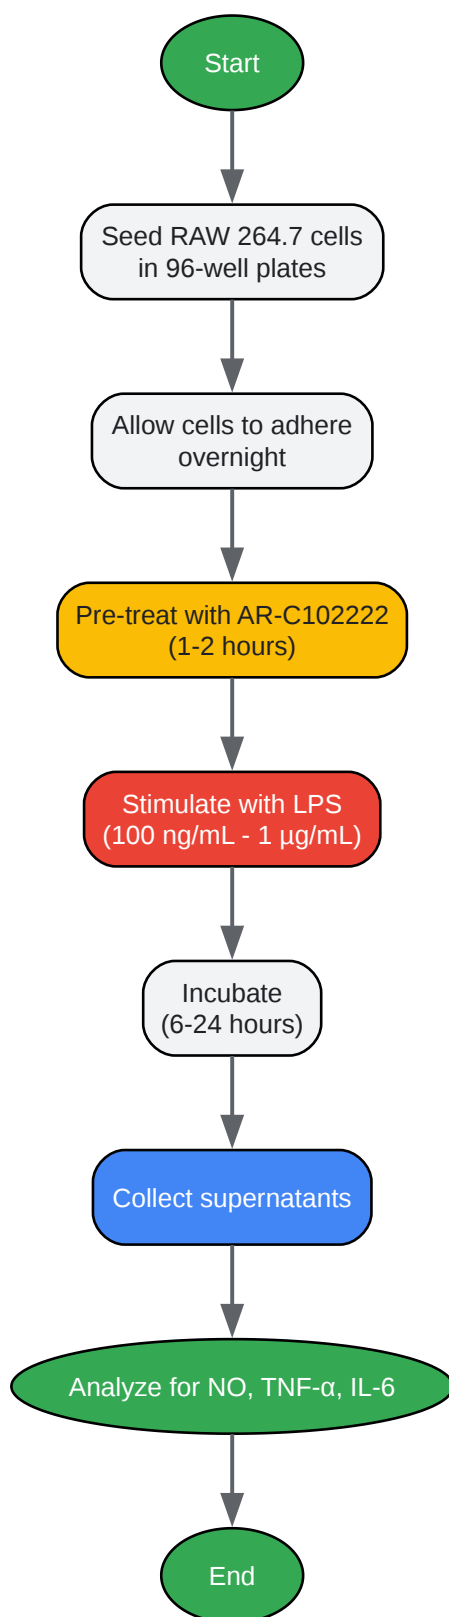 Start
Seed RAW 264.7 cells
in 96-well plates
Allow cells to adhere
overnight
Pre-treat with AR-C102222
(1-2 hours)
Stimulate with LPS
(100 ng/mL - 1 µg/mL)
Incubate
(6-24 hours)
Collect supernatants
Analyze for NO, TNF-α, IL-6
End